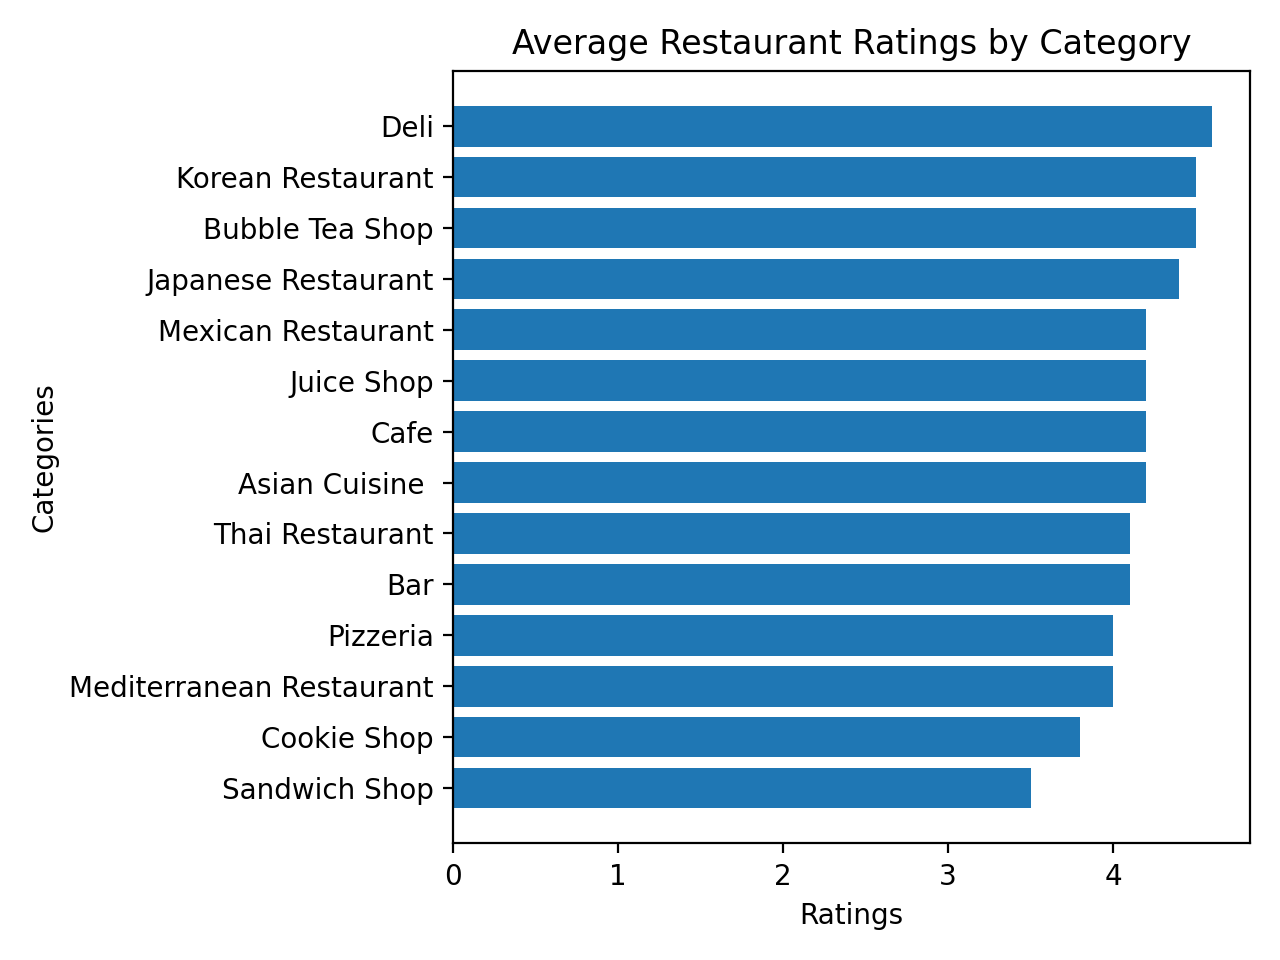 Average Restaurant Ratings by Category
Deli
Korean Restaurant
Bubble Tea Shop
Japanese Restaurant
Mexican Restaurant
Juice Shop
Cafe
Asian Cuisine
Thai Restaurant
Bar
Pizzeria
Mediterranean Restaurant
Cookie Shop
Sandwich Shop
Categories
0 1 2 3 4
Ratings